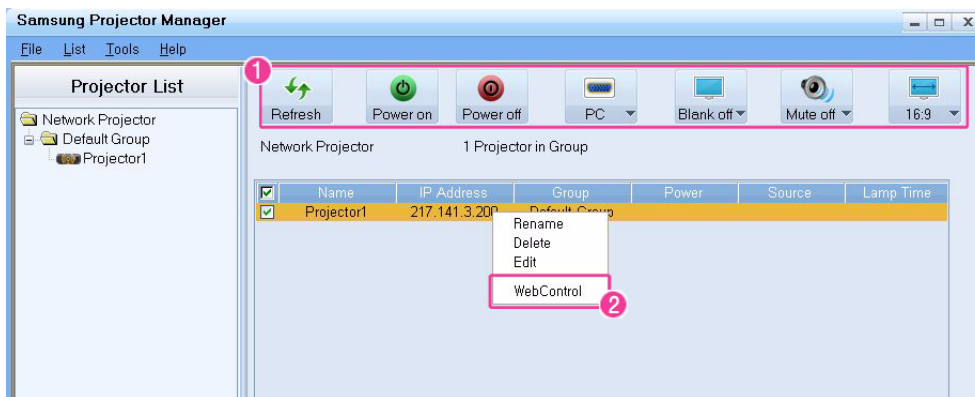 Samsung Projector Manager
File List Tools Help
1
Projector List
Refresh Power on Power off PC Blank off Mute off 16:9
Network Projector
Default Group
Projector1
Network Projector 1 Projector in Group
Name IP Address Group Power Source Lamp Time
Projector1 217.141.3.200 Default Group
Rename
Delete
Edit
WebControl
2